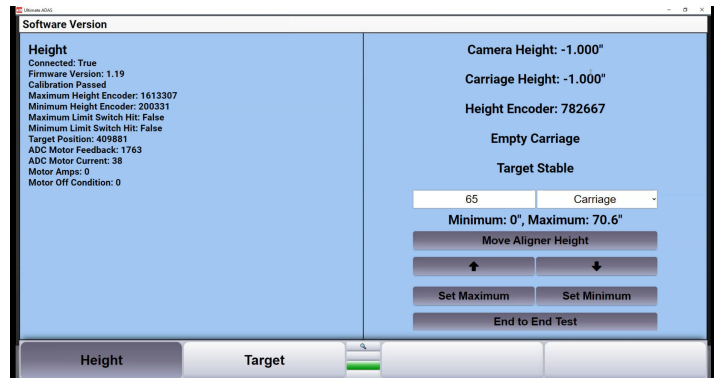 Ultimate ADAS
Software Version
Height
Connected: True
Firmware Version: 1.19
Calibration Passed
Maximum Height Encoder: 1613307
Minimum Height Encoder: 200331
Maximum Limit Switch Hit: False
Minimum Limit Switch Hit: False
Target Position: 409881
ADC Motor Feedback: 1763
ADC Motor Current: 38
Motor Amps: 0
Motor Off Condition: 0
Camera Height: -1.000"
Carriage Height: -1.000"
Height Encoder: 782667
Empty Carriage
Target Stable
65 Carriage
Minimum: 0", Maximum: 70.6"
Move Aligner Height
Set Maximum Set Minimum
End to End Test
Height Target